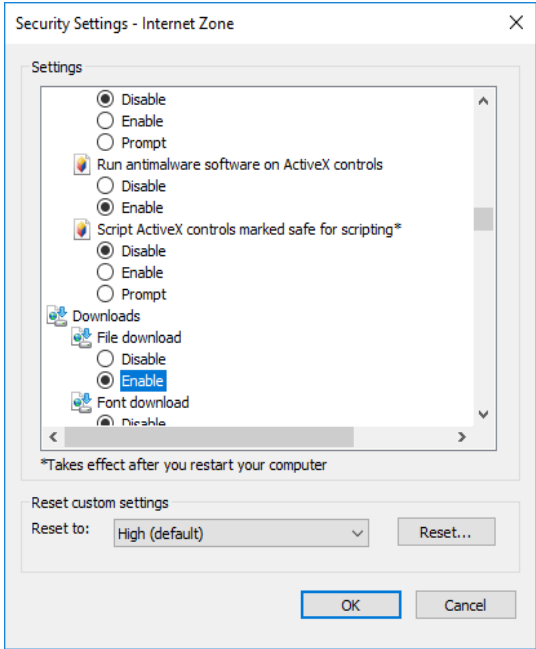 Security Settings - Internet Zone
Settings
Disable
Enable
Prompt
Run antimalware software on ActiveX controls
Disable
Enable
Script ActiveX controls marked safe for scripting*
Disable
Enable
Prompt
Downloads
File download
Disable
Enable
Font download
Disable
*Takes effect after you restart your computer
Reset custom settings
Reset to: High (default) Reset...
OK Cancel